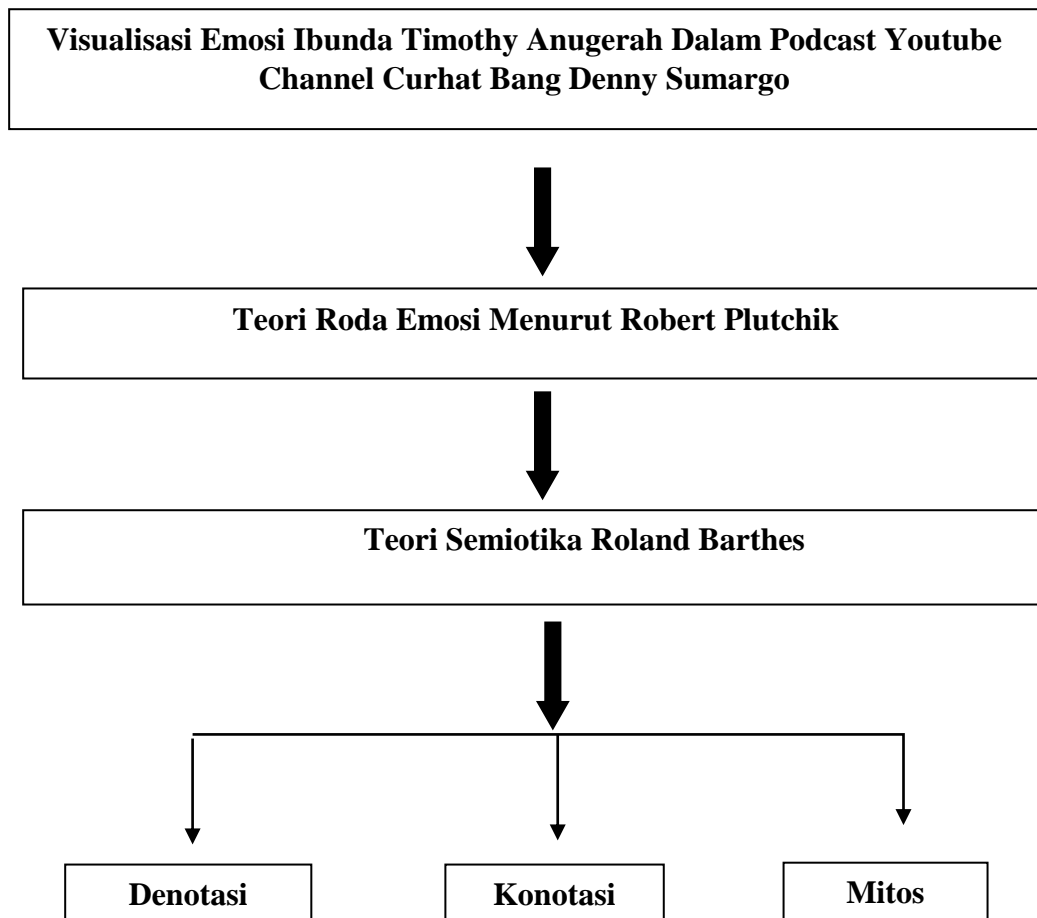 Visualisasi Emosi Ibunda Timothy Anugerah Dalam Podcast Youtube
Channel Curhat Bang Denny Sumargo
Teori Roda Emosi Menurut Robert Plutchik
Teori Semiotika Roland Barthes
Denotasi
Konotasi
Mitos